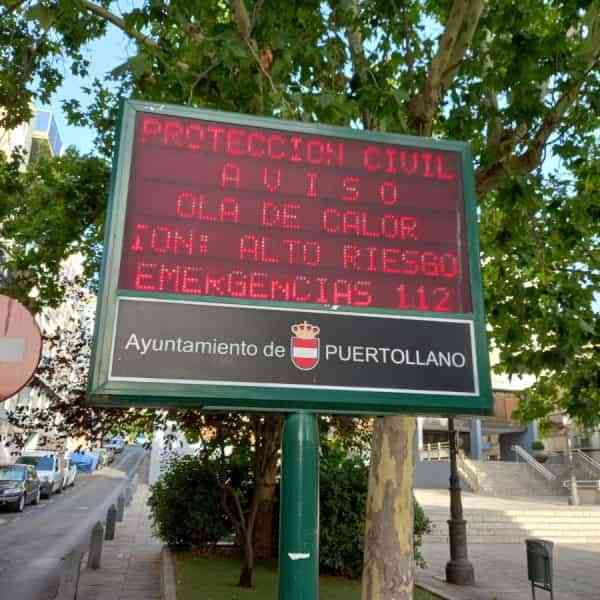 PROTECCION CIVIL
A V I S O
OLA DE CALOR
ION: ALTO RIESGO
EMERGENCIAS 112
Ayuntamiento de PUERTOLLANO